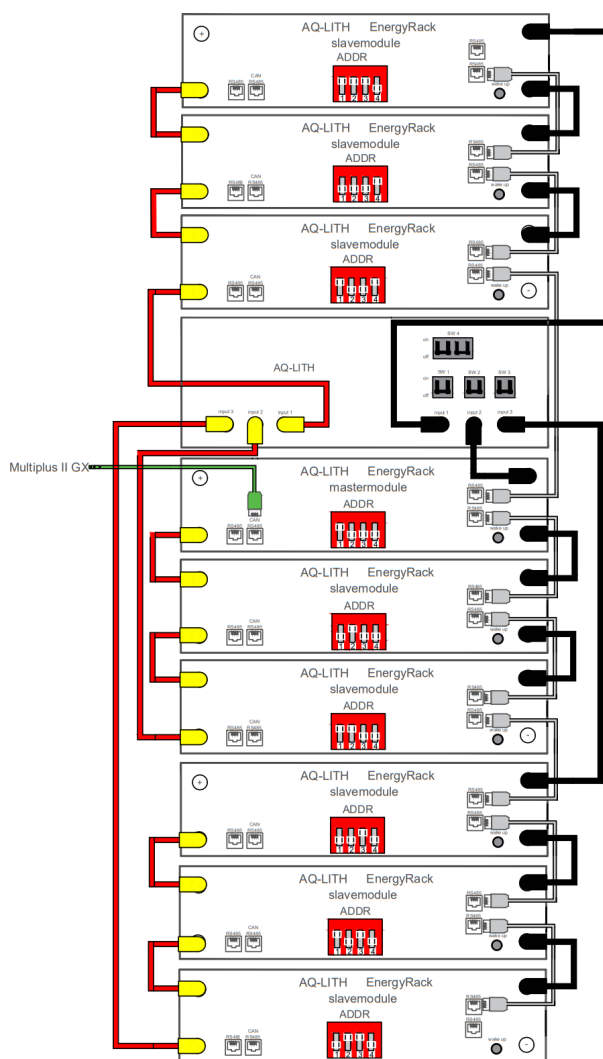 AQ-LITH EnergyRack
slavemodule
ADDR
RS485
CAN
RS485 RS485
RS485
1 2 3 4
wake up
AQ-LITH EnergyRack
slavemodule
ADDR
RS485
CAN
RS485 RS485
RS485
1 2 3 4
wake up
AQ-LITH EnergyRack
slavemodule
ADDR
RS485
CAN
RS485 RS485
RS485
1 2 3 4
wake up
SW 4
on
off
AQ-LITH
SW 1 SW 2 SW 3
on
off
input 3 input 2 input 1 input 1 input 2 input 3
Multiplus II GX
AQ-LITH EnergyRack
mastermodule
RS485
ADDR
CAN
RS485 RS485
RS485
1 2 3 4
wake up
AQ-LITH EnergyRack
slavemodule
RS485
ADDR
CAN
RS485 RS485
RS485
1 2 3 4
wake up
AQ-LITH EnergyRack
slavemodule
RS485
ADDR
CAN
RS485 RS485
RS485
1 2 3 4
wake up
AQ-LITH EnergyRack
slavemodule
RS485
ADDR
CAN
RS485 RS485
RS485
1 2 3 4
wake up
AQ-LITH EnergyRack
slavemodule
RS485
ADDR
CAN
RS485 RS485
RS485
1 2 3 4
wake up
AQ-LITH EnergyRack
slavemodule
RS485
ADDR
CAN
RS485 RS485
RS485
1 2 3 4
wake up